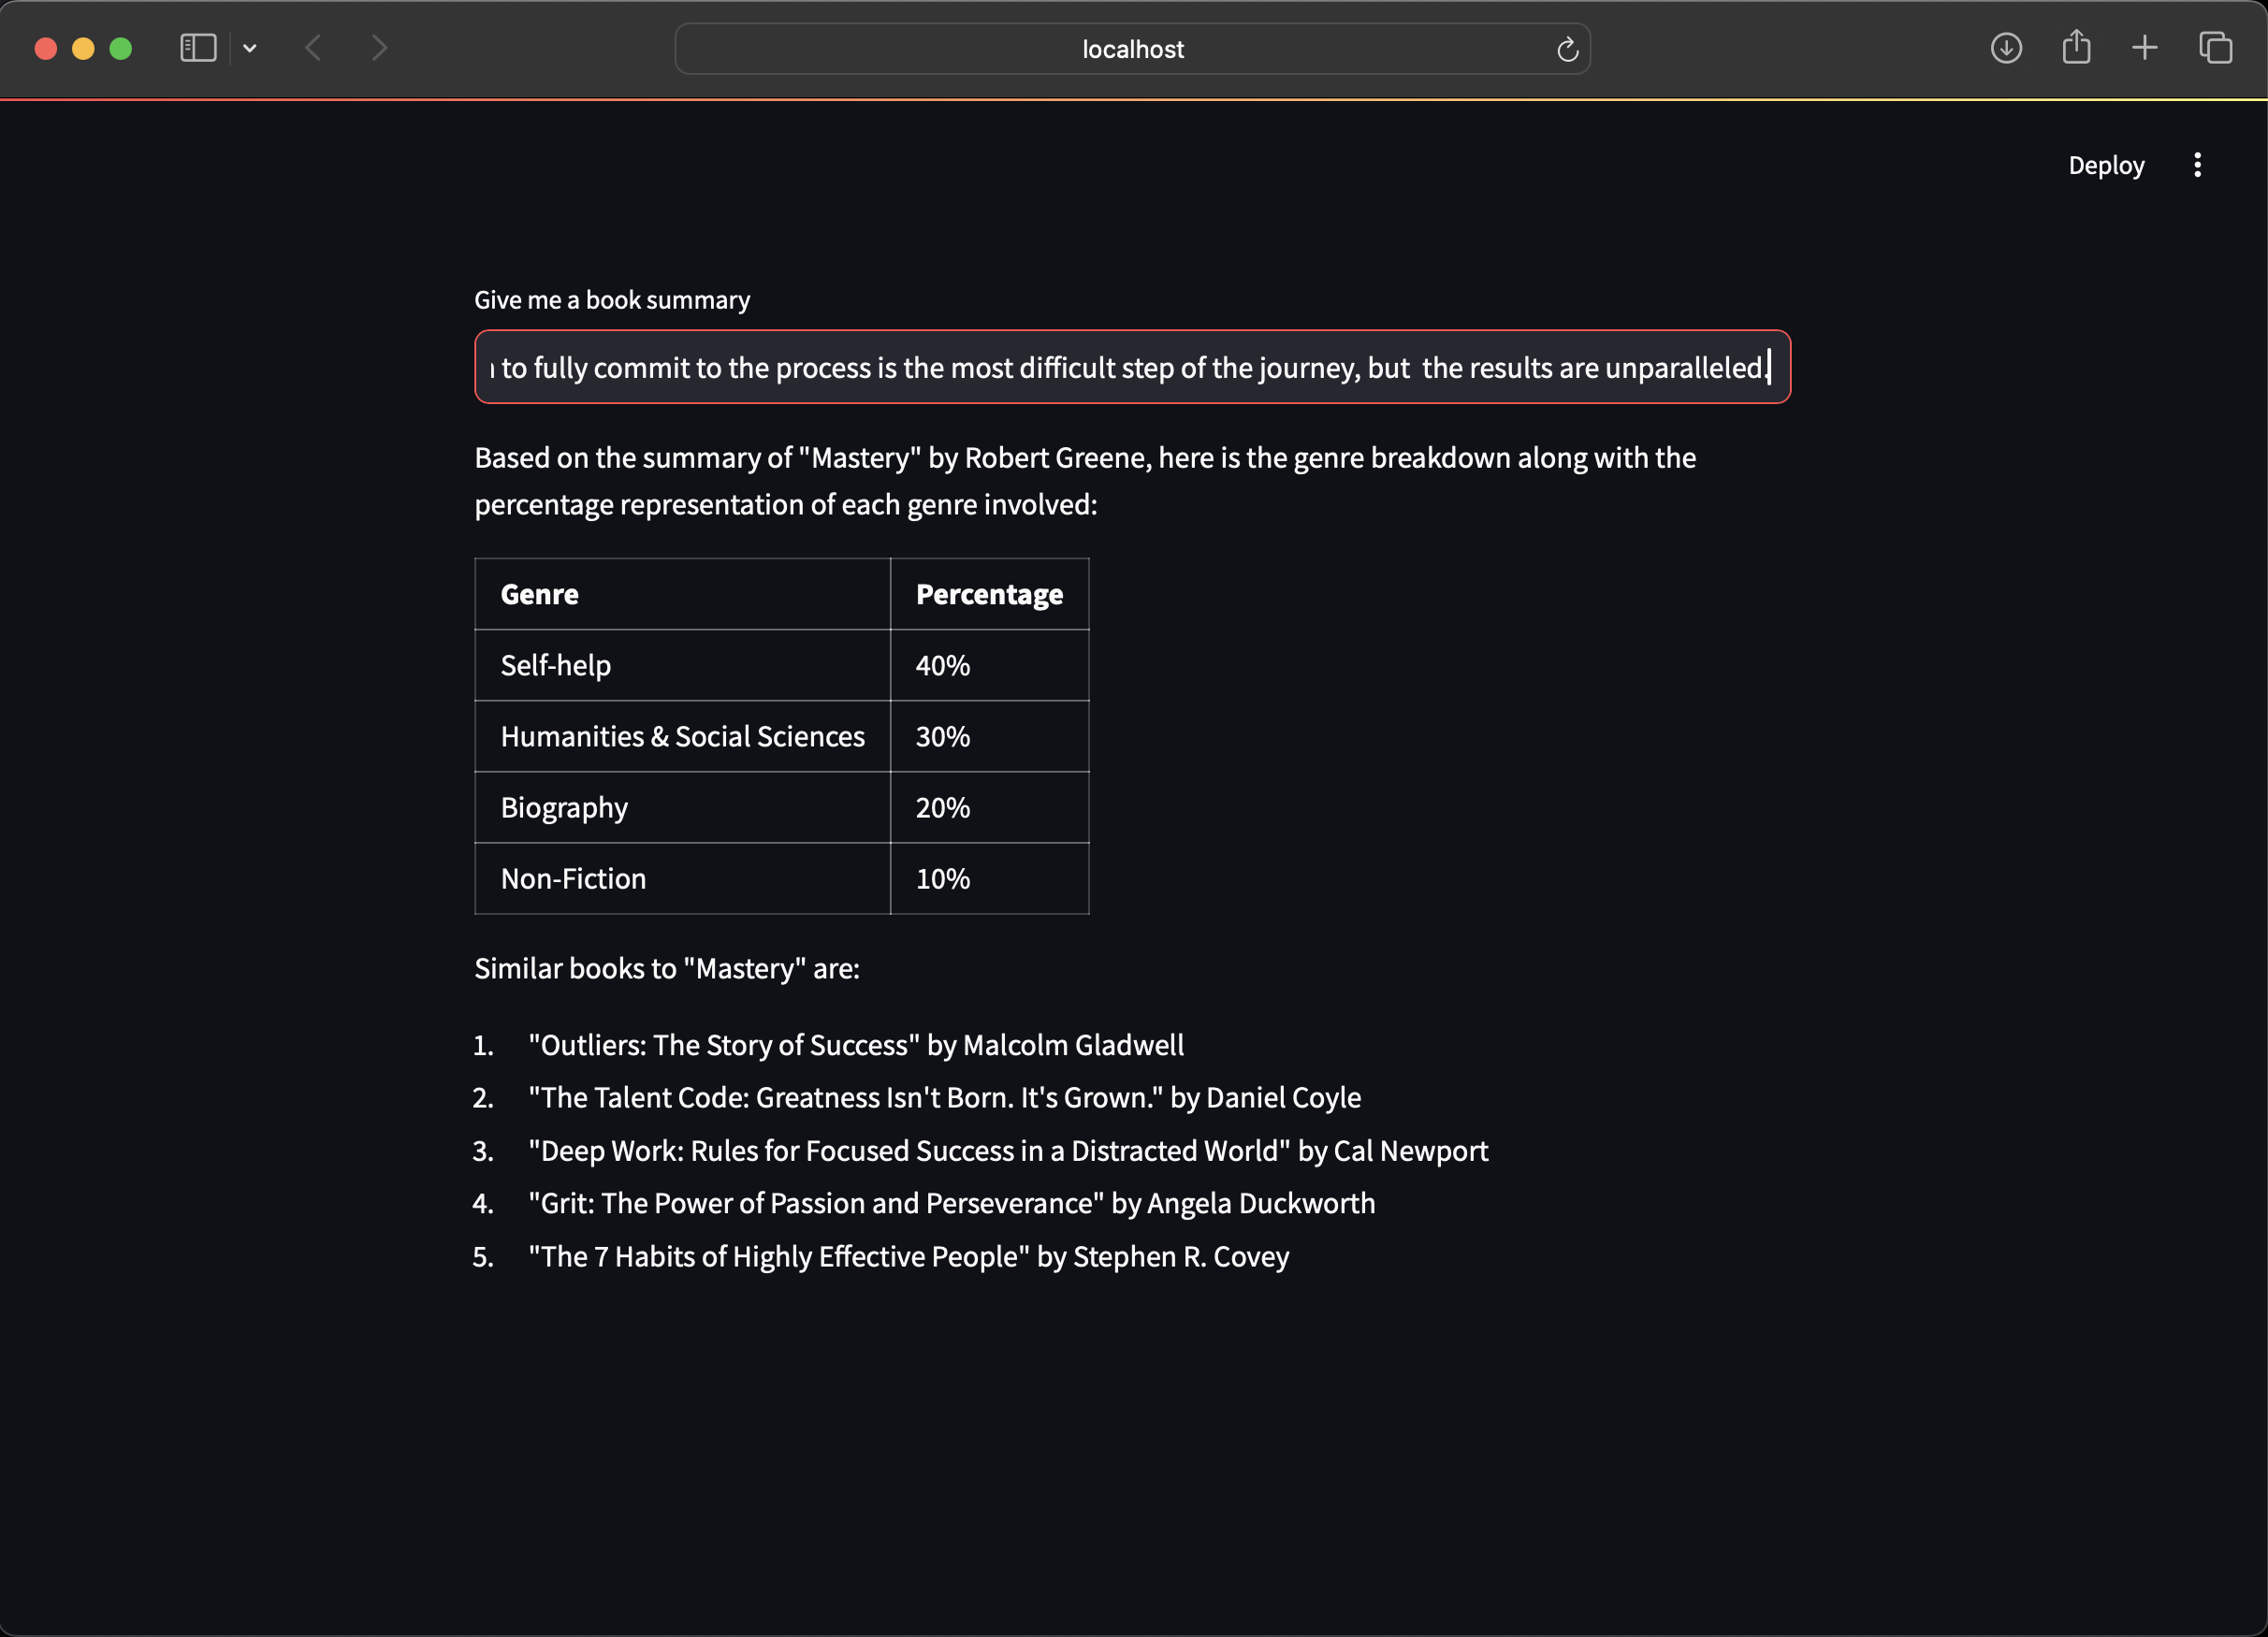 localhost
Deploy
Give me a book summary
to fully commit to the process is the most difficult step of the journey, but  the results are unparalleled.
Based on the summary of "Mastery" by Robert Greene, here is the genre breakdown along with the
percentage representation of each genre involved:
Genre Percentage
Self-help 40%
Humanities & Social Sciences 30%
Biography 20%
Non-Fiction 10%
Similar books to "Mastery" are:
1. "Outliers: The Story of Success" by Malcolm Gladwell
2. "The Talent Code: Greatness Isn't Born. It's Grown." by Daniel Coyle
3. "Deep Work: Rules for Focused Success in a Distracted World" by Cal Newport
4. "Grit: The Power of Passion and Perseverance" by Angela Duckworth
5. "The 7 Habits of Highly Effective People" by Stephen R. Covey